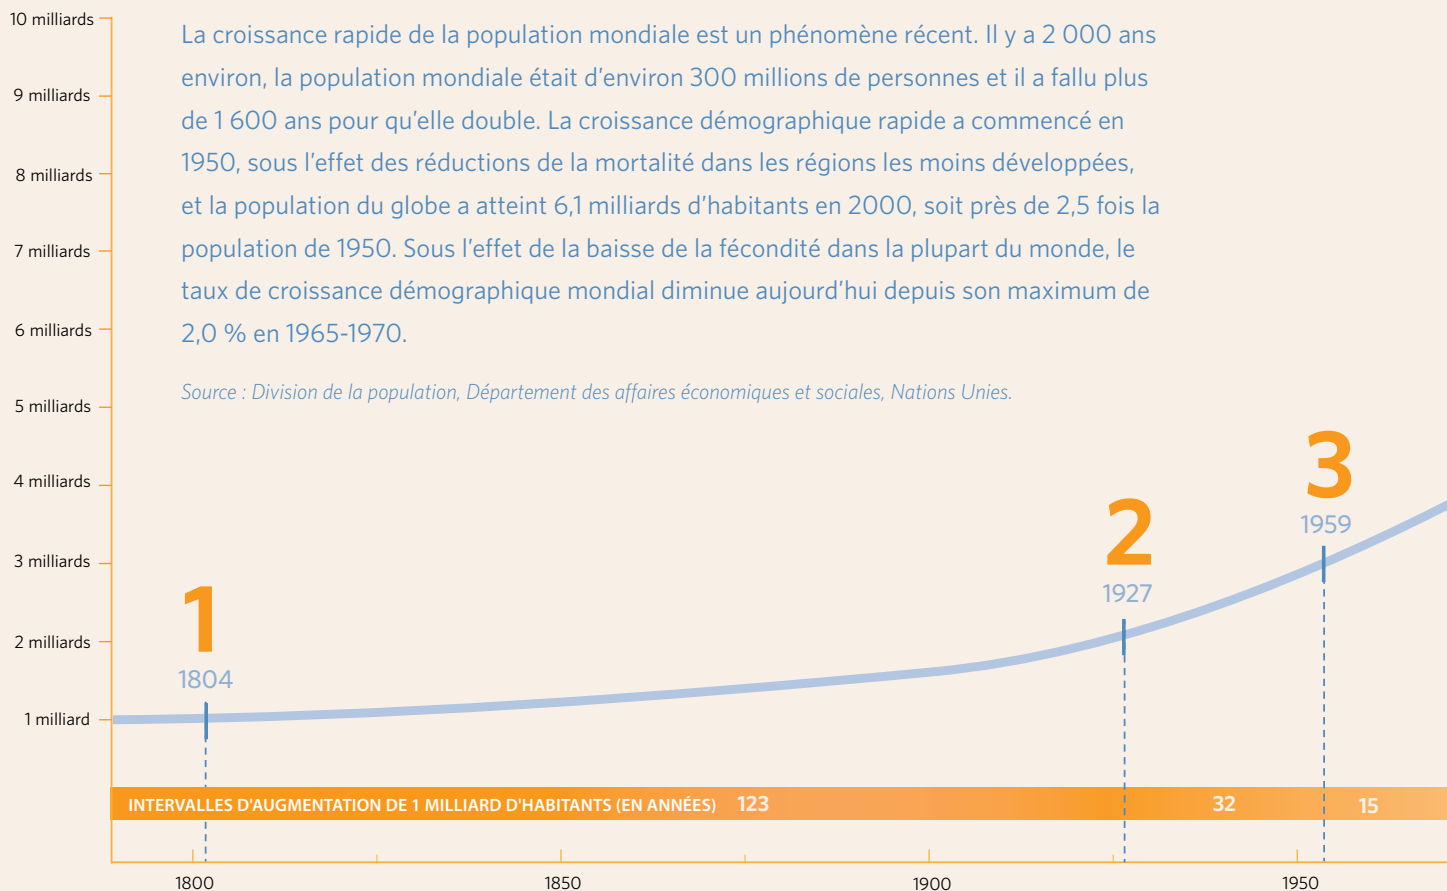 10 milliards
9 milliards
8 milliards
7 milliards
6 milliards
5 milliards
4 milliards
3 milliards
2 milliards
1 milliard
La croissance rapide de la population mondiale est un phénomène récent. Il y a 2 000 ans
environ, la population mondiale était d’environ 300 millions de personnes et il a fallu plus
de 1 600 ans pour qu’elle double. La croissance démographique rapide a commencé en
1950, sous l’effet des réductions de la mortalité dans les régions les moins développées,
et la population du globe a atteint 6,1 milliards d’habitants en 2000, soit près de 2,5 fois la
population de 1950. Sous l’effet de la baisse de la fécondité dans la plupart du monde, le
taux de croissance démographique mondial diminue aujourd’hui depuis son maximum de
2,0 % en 1965-1970.
Source : Division de la population, Département des affaires économiques et sociales, Nations Unies.
1
1804
2
1927
3
1959
INTERVALLES D'AUGMENTATION DE 1 MILLIARD D'HABITANTS (EN ANNÉES) 123 32 15
1800 1850 1900 1950